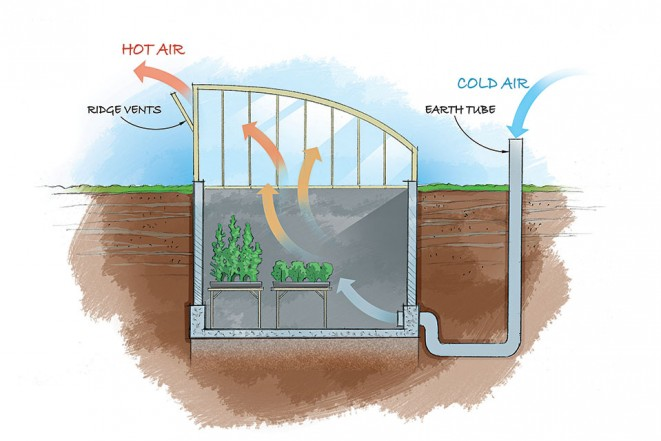 HOT AIR
RIDGE VENTS
COLD AIR
EARTH TUBE